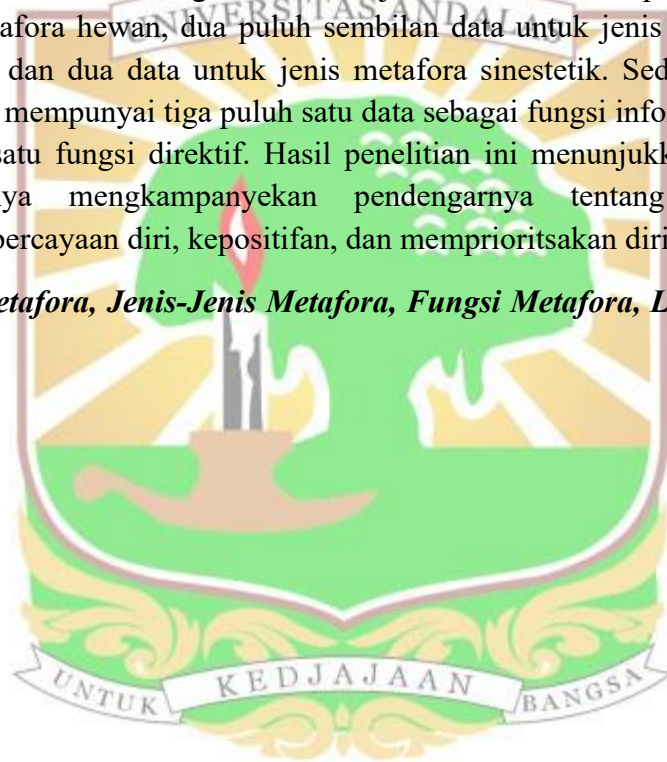 afora hewan, dua puluh sembilan data untuk jenis
UNIVERSITAS ANDALAS
dan dua data untuk jenis metafora sinestetik. Sed
mempunyai tiga puluh satu data sebagai fungsi info
satu fungsi direktif. Hasil penelitian ini menunjukk
ya mengkampanyekan pendengarnya tentang
percayaan diri, kepositifan, dan memprioritsakan diri
etafora, Jenis-Jenis Metafora, Fungsi Metafora, L
UNTUK KEDJAJAAN BANGSA